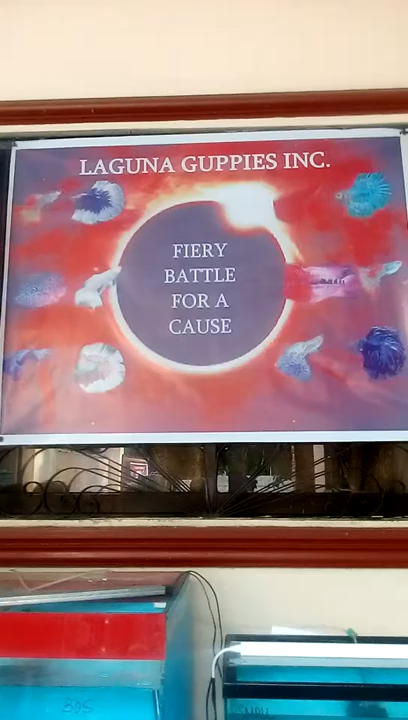 LAGUNA GUPPIES INC.
FIERY
BATTLE
FOR A
CAUSE